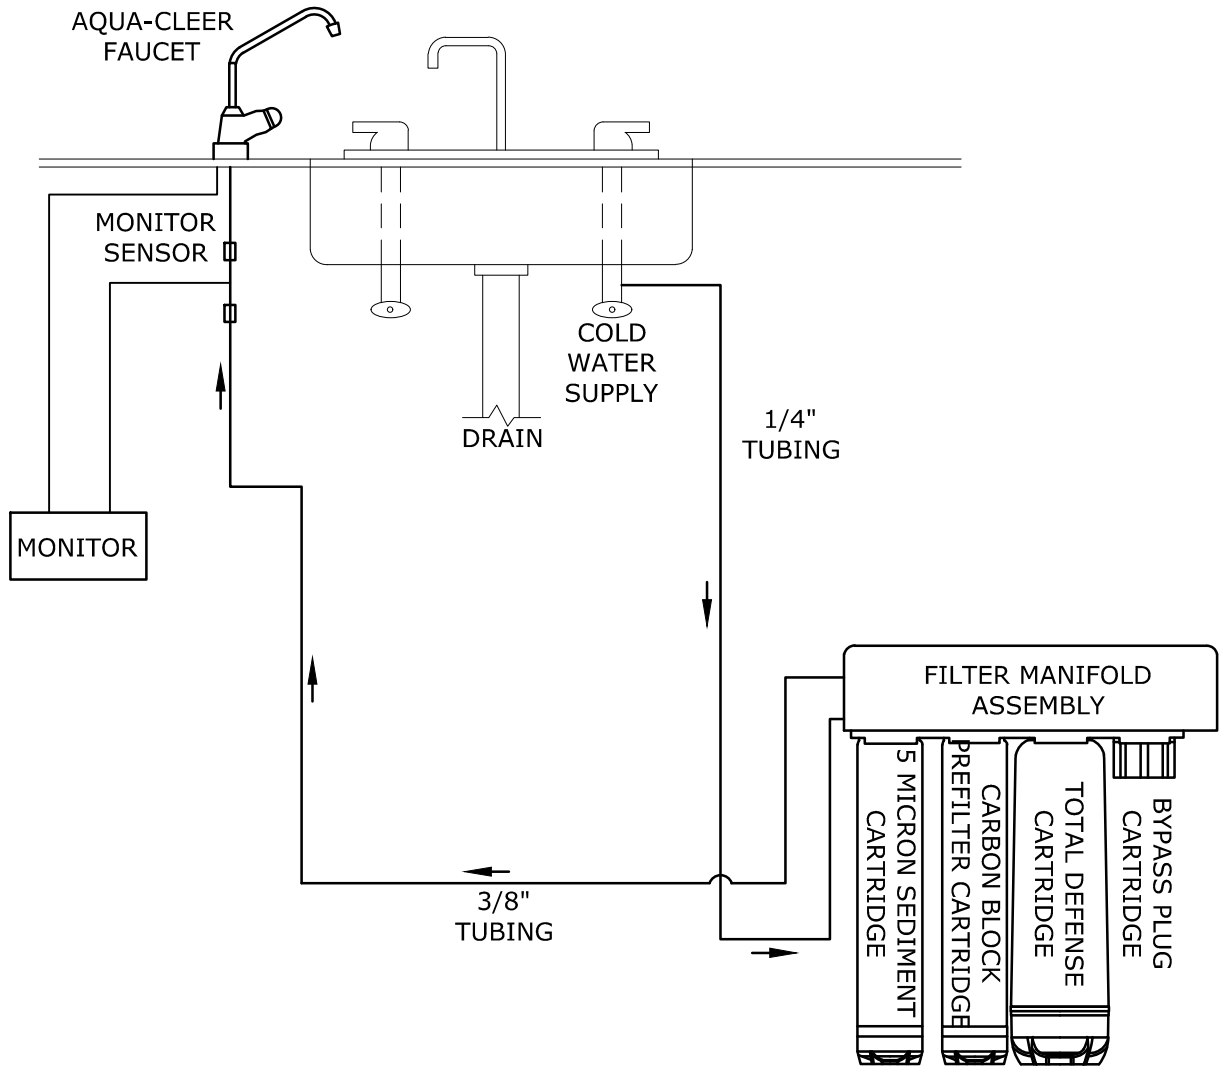 AQUA-CLEER
FAUCET
MONITOR
SENSOR
COLD
WATER
SUPPLY
DRAIN
1/4"
TUBING
MONITOR
FILTER MANIFOLD
ASSEMBLY
3/8"
TUBING
5 MICRON SEDIMENT
CARTRIDGE
CARBON BLOCK
PREFILTER CARTRIDGE
TOTAL DEFENSE
CARTRIDGE
BYPASS PLUG
CARTRIDGE